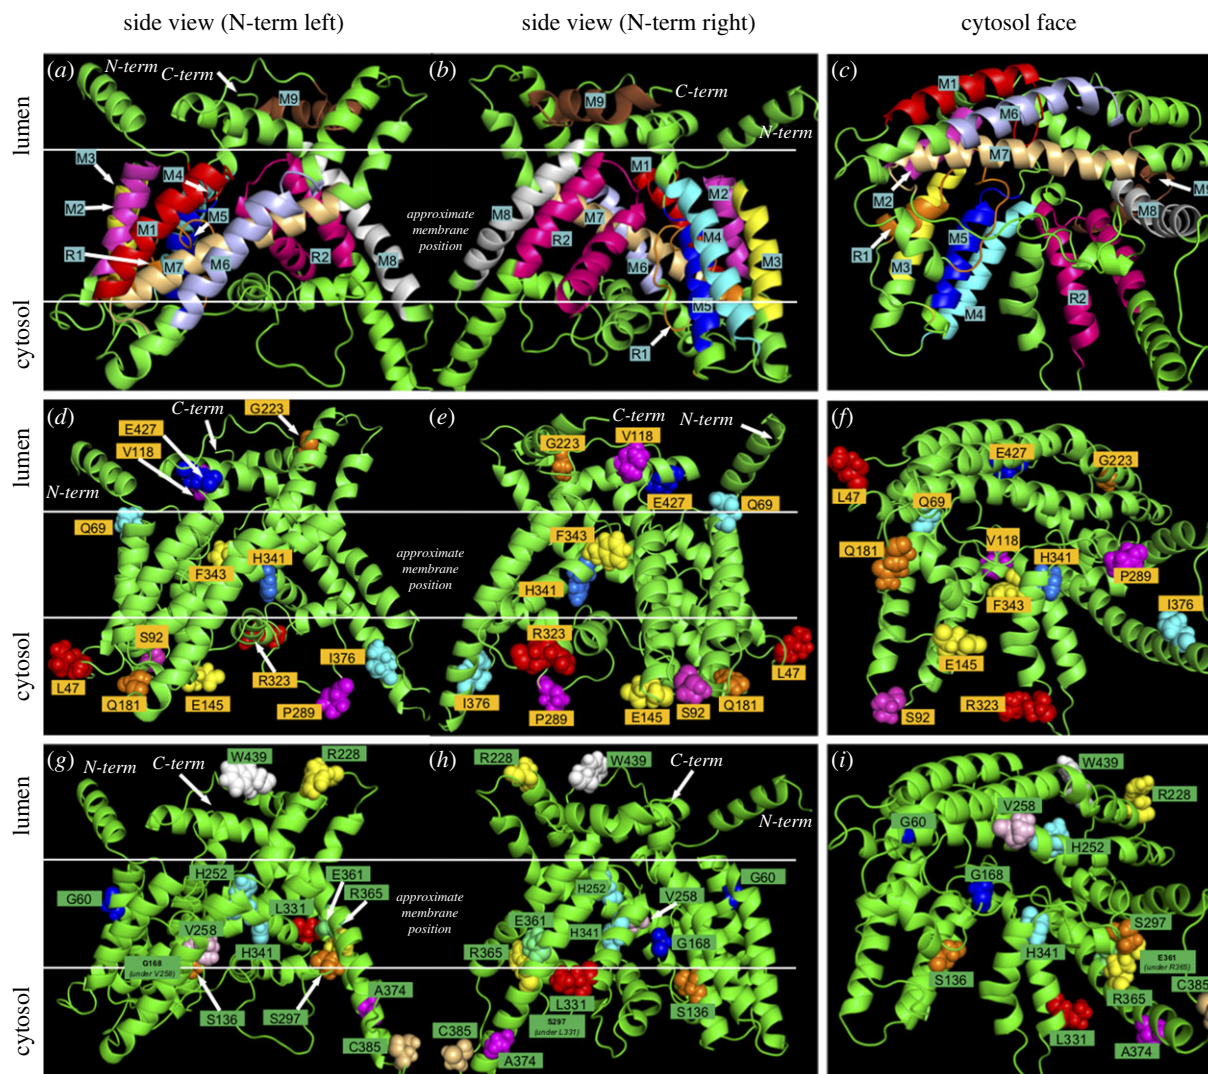 side view (N-term left)
side view (N-term right)
cytosol face
lumen
cytosol
(a)
N-term
C-term
M9
M3
M4
M2
M5
M1
R1
M7
M6
R2
M8
approximate
membrane
position
(b)
M9
C-term
N-term
M1
M2
M8
M7
R2
M4
M6
M3
M5
R1
(c)
M1
M6
M7
M2
M9
M8
M5
R1
M3
R2
M4
lumen
cytosol
(d)
C-term
G223
E427
V118
N-term
Q69
H341
F343
S92
L47
Q181
E145
R323
I376
P289
approximate
membrane
position
(e)
C-term
N-term
G223
V118
E427
Q69
F343
H341
R323
L47
I376
P289
E145
S92
Q181
(f)
E427
G223
L47
Q69
V118
H341
Q181
P289
F343
I376
E145
S92
R323
lumen
cytosol
(g)
W439
R228
N-term
C-term
H252
E361
R365
G60
L331
V258
H341
G168
(under V258)
A374
S136
S297
C385
approximate
membrane
position
(h)
R228
W439
C-term
N-term
H252
V258
G60
E361
H341
R365
G168
L331
S136
S297
(under L331)
C385
A374
(i)
W439
R228
V258
G60
H252
G168
S297
H341
E361
(under R365)
S136
C385
R365
L331
A374